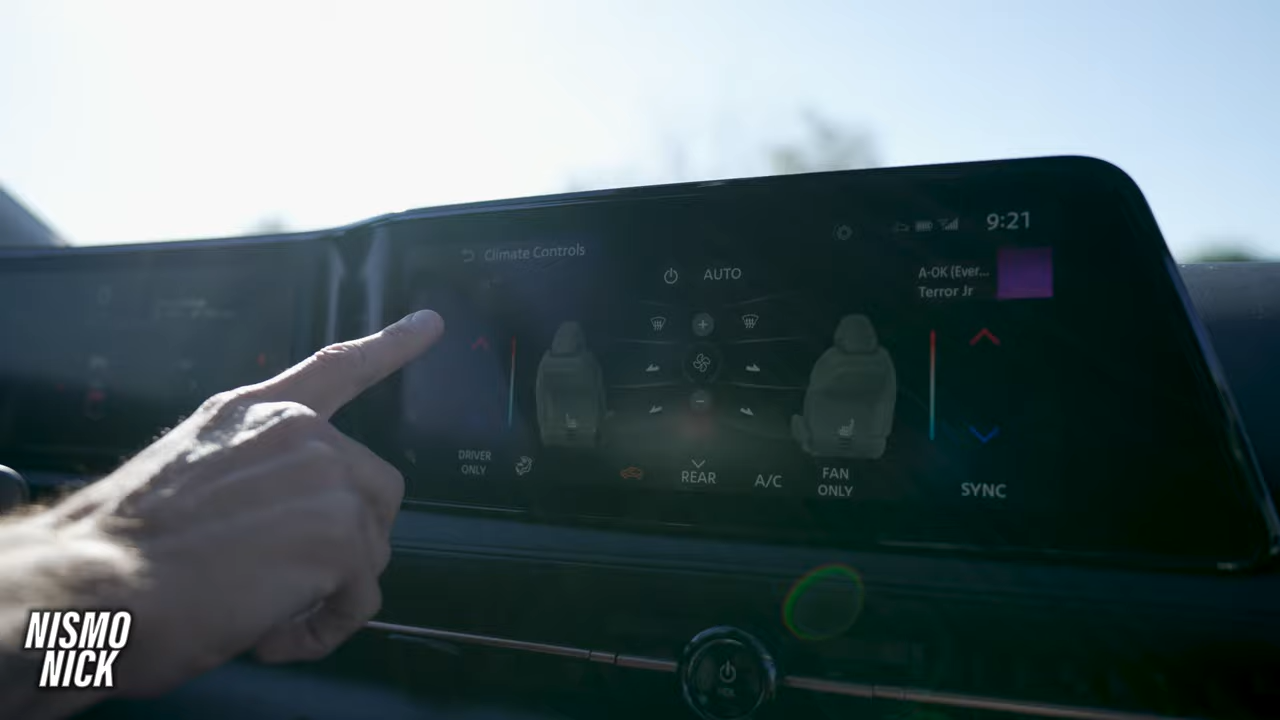 9:21
Climate Controls
AUTO
A-OK (Ever...
Terror Jr
DRIVER
ONLY
REAR
A/C
FAN
ONLY
SYNC
NISMO
NICK